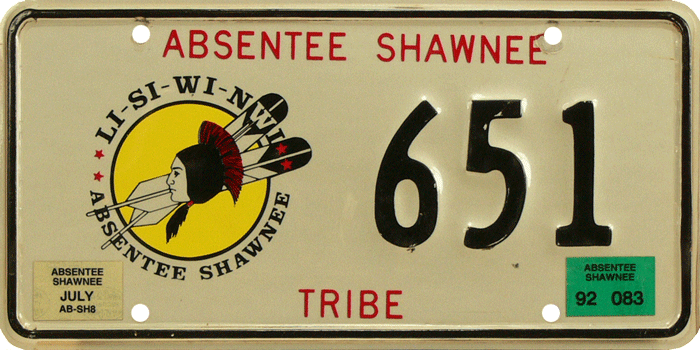 ABSENTEE SHAWNEE
LI-SI-WI-NWI
ABSENTEE SHAWNEE
651
ABSENTEE
SHAWNEE
JULY
AB-SH8
TRIBE
ABSENTEE
SHAWNEE
92 083